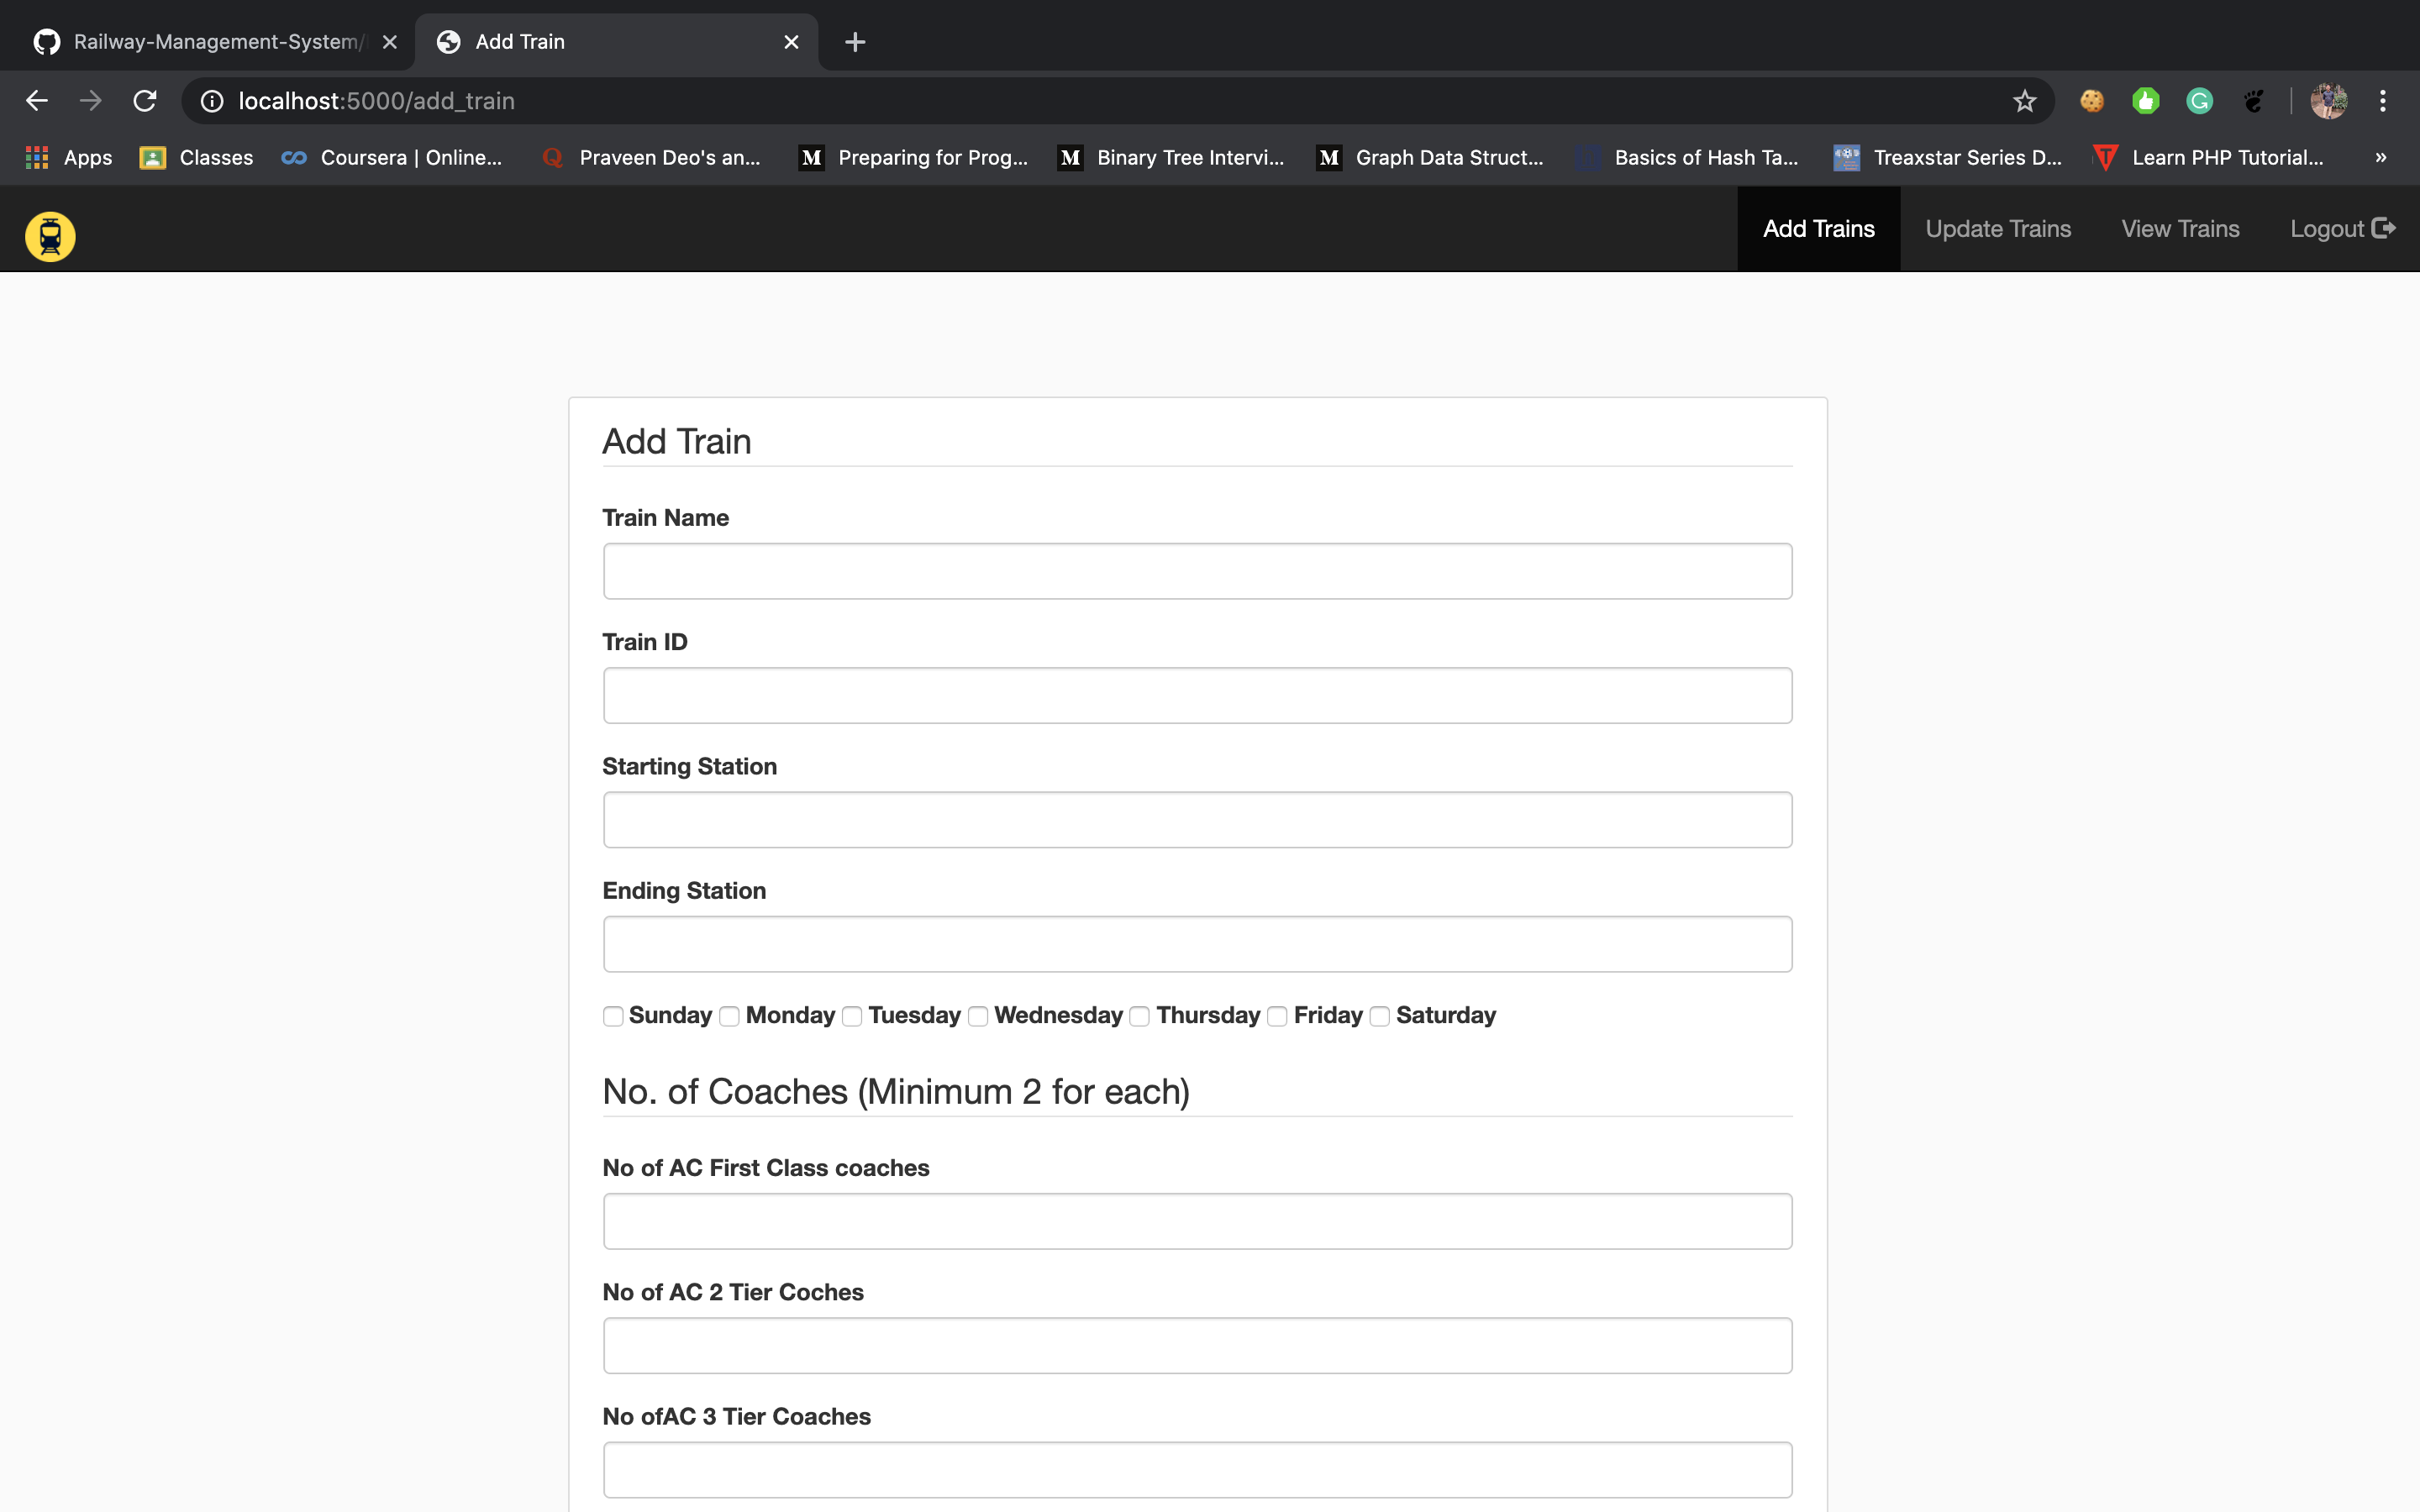 Railway-Management-System/ Add Train
localhost:5000/add_train
Apps Classes Coursera | Online... Praveen Deo's an... Preparing for Prog... Binary Tree Intervi... Graph Data Struct... Basics of Hash Ta... Treaxstar Series D... Learn PHP Tutorial... »
Add Trains Update Trains View Trains Logout
Add Train
Train Name
Train ID
Starting Station
Ending Station
Sunday Monday Tuesday Wednesday Thursday Friday Saturday
No. of Coaches (Minimum 2 for each)
No of AC First Class coaches
No of AC 2 Tier Coches
No ofAC 3 Tier Coaches